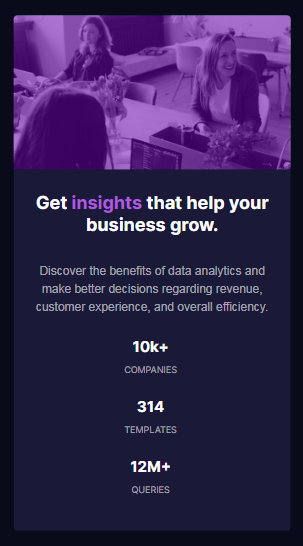 Get insights that help your
business grow.
Discover the benefits of data analytics and
make better decisions regarding revenue,
customer experience, and overall efficiency.
10k+
COMPANIES
314
TEMPLATES
12M+
QUERIES